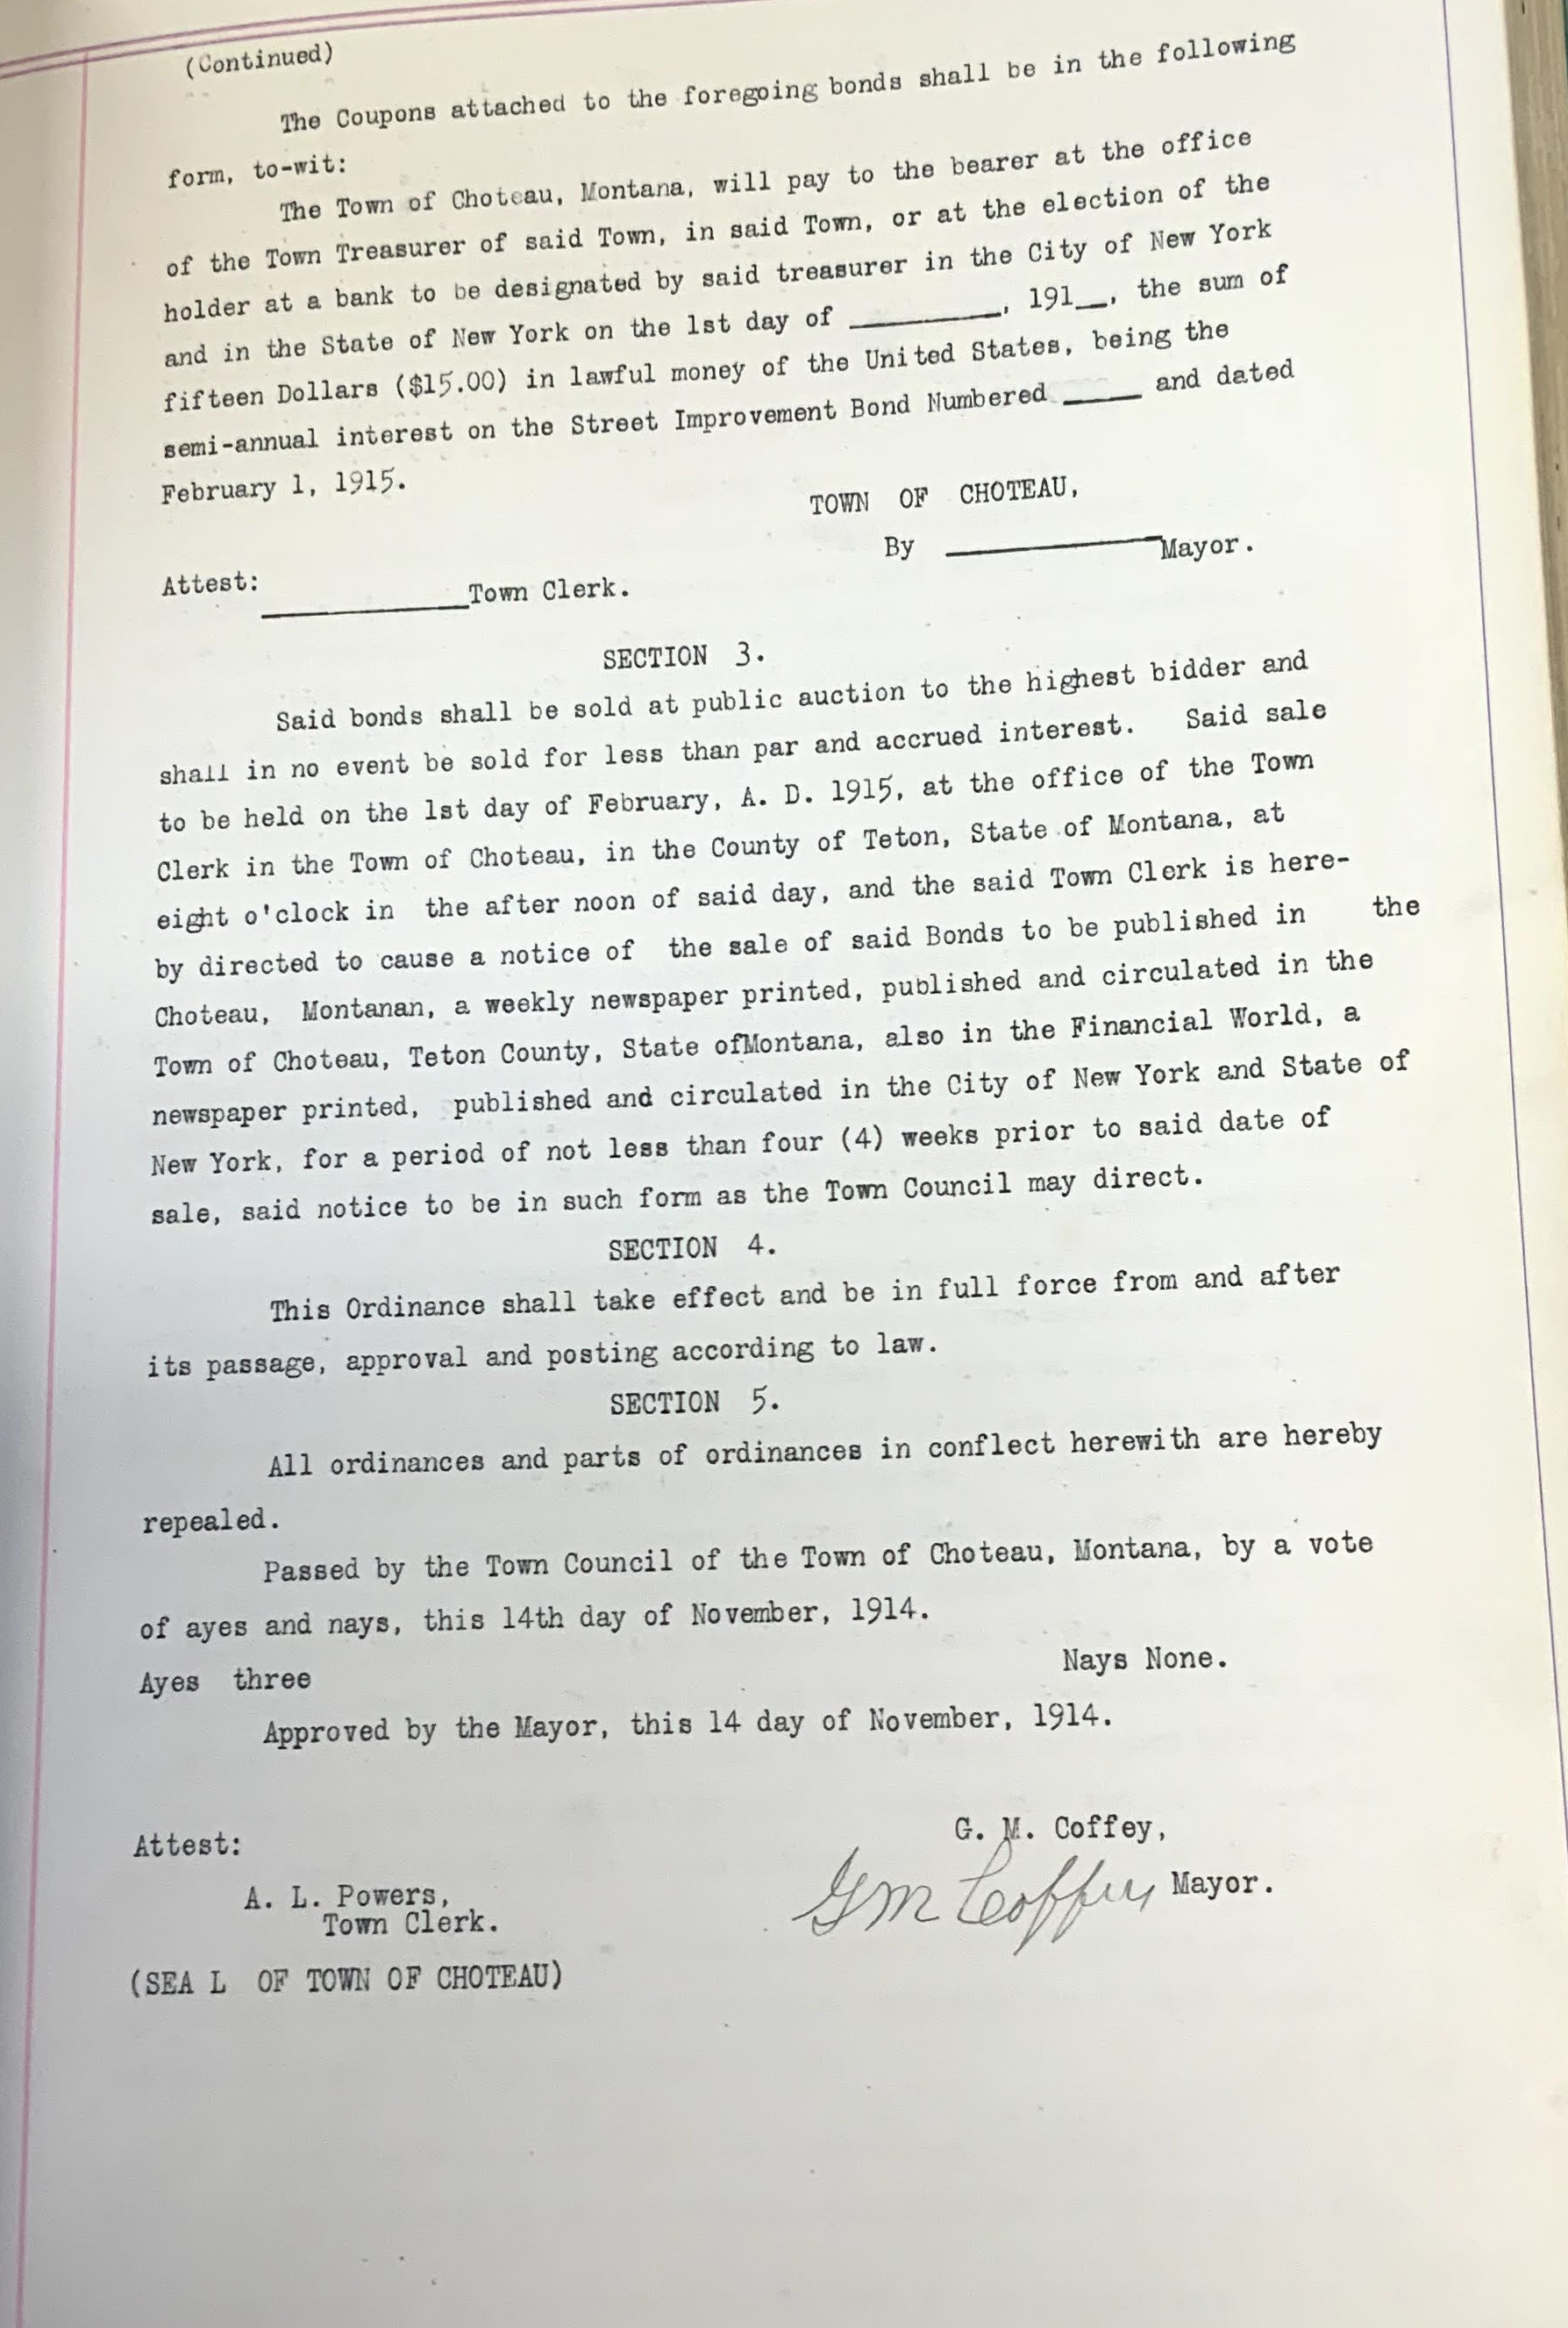 (Continued)
The Coupons attached to the foregoing bonds shall be in the following
form, to-wit:
The Town of Choteau, Montana, will pay to the bearer at the office
of the Town Treasurer of said Town, in said Town, or at the election of the
holder at a bank to be designated by said treasurer in the City of New York
and in the State of New York on the 1st day of ________, 191__, the sum of
fifteen Dollars ($15.00) in lawful money of the United States, being the
semi-annual interest on the Street Improvement Bond Numbered ____ and dated
February 1, 1915.
TOWN OF CHOTEAU,
By ____________Mayor.
Attest:
____________Town Clerk.
SECTION 3.
Said bonds shall be sold at public auction to the highest bidder and
shall in no event be sold for less than par and accrued interest. Said sale
to be held on the 1st day of February, A. D. 1915, at the office of the Town
Clerk in the Town of Choteau, in the County of Teton, State of Montana, at
eight o'clock in the after noon of said day, and the said Town Clerk is here-
by directed to cause a notice of the sale of said Bonds to be published in the
Choteau, Montanan, a weekly newspaper printed, published and circulated in the
Town of Choteau, Teton County, State ofMontana, also in the Financial World, a
newspaper printed, published and circulated in the City of New York and State of
New York, for a period of not less than four (4) weeks prior to said date of
sale, said notice to be in such form as the Town Council may direct.
SECTION 4.
This Ordinance shall take effect and be in full force from and after
its passage, approval and posting according to law.
SECTION 5.
All ordinances and parts of ordinances in conflect herewith are hereby
repealed.
Passed by the Town Council of the Town of Choteau, Montana, by a vote
of ayes and nays, this 14th day of November, 1914.
Ayes three Nays None.
Approved by the Mayor, this 14 day of November, 1914.
G. M. Coffey,
Attest:
GM Coffey Mayor.
A. L. Powers,
Town Clerk.
(SEA L OF TOWN OF CHOTEAU)